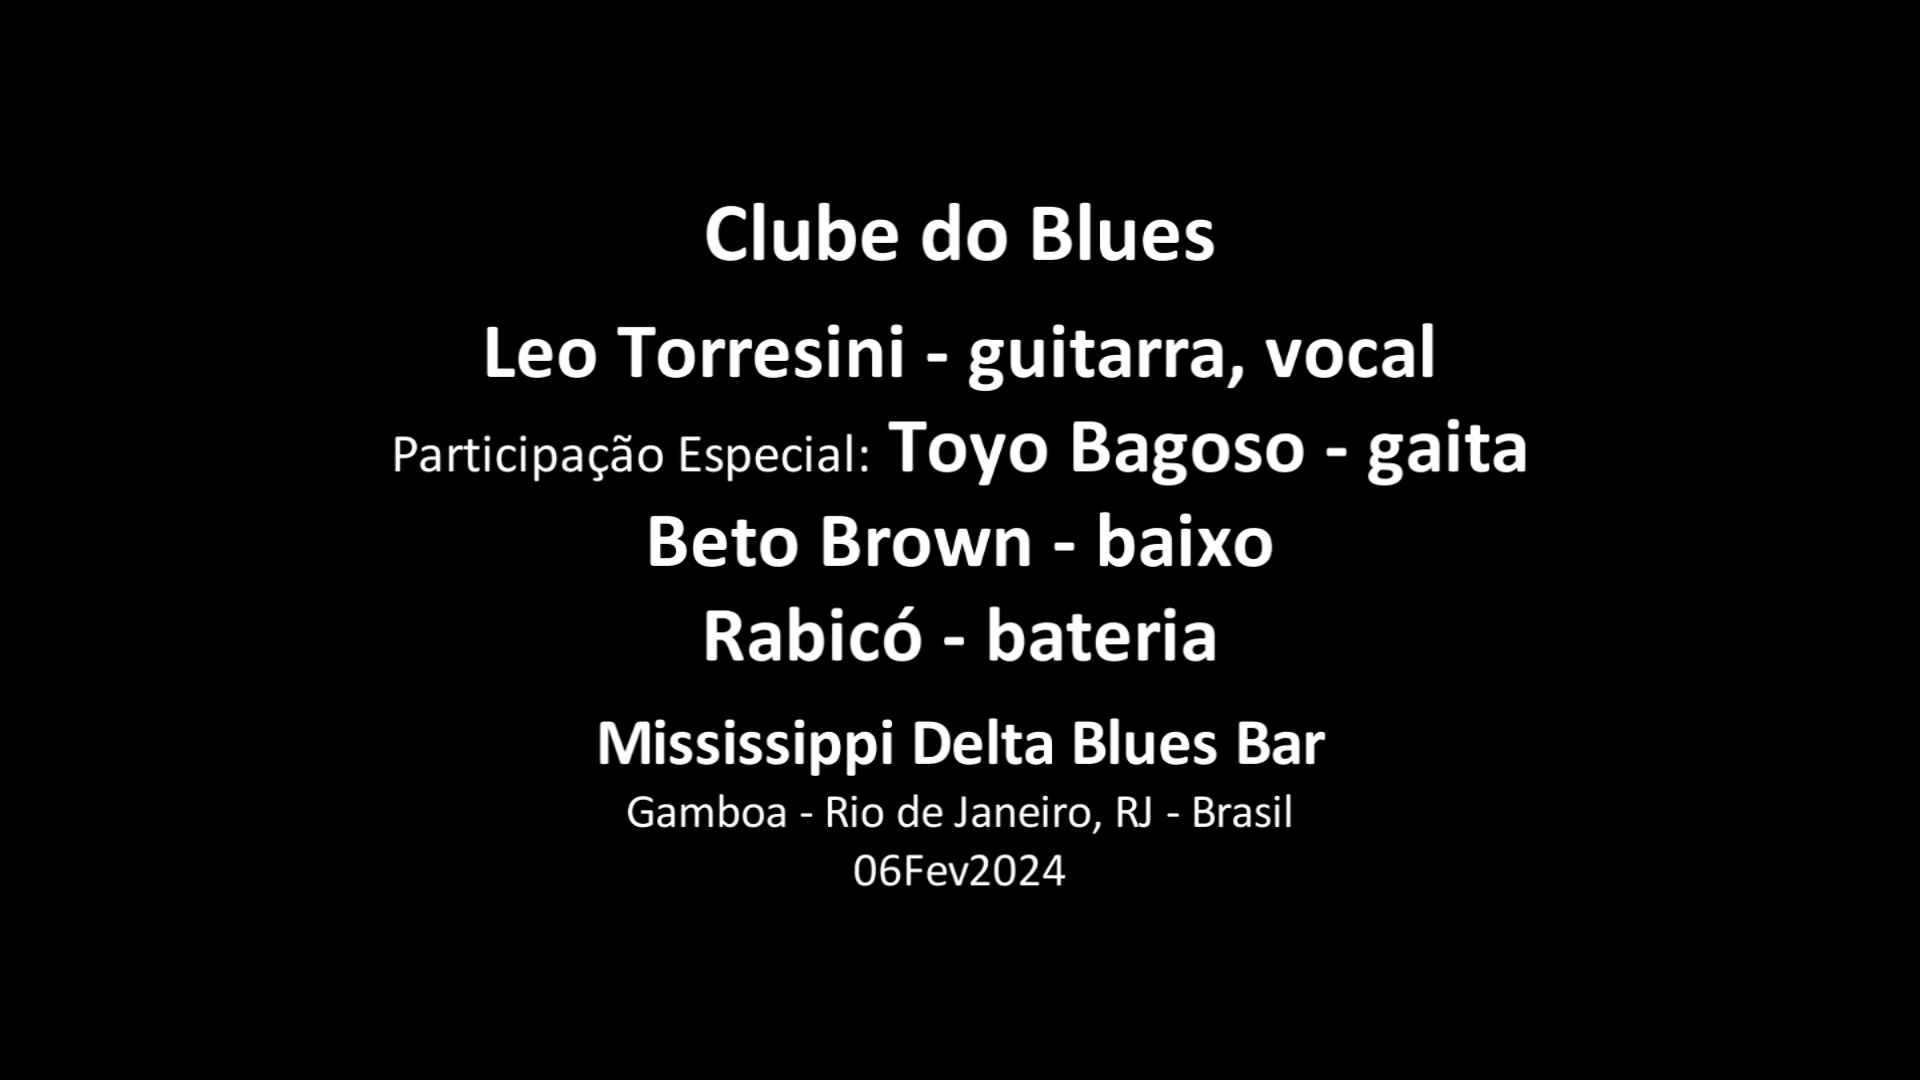 Clube do Blues
Leo Torresini - guitarra, vocal
Participação Especial: Toyo Bagoso - gaita
Beto Brown - baixo
Rabicó - bateria
Mississippi Delta Blues Bar
Gamboa - Rio de Janeiro, RJ - Brasil
06Fev2024